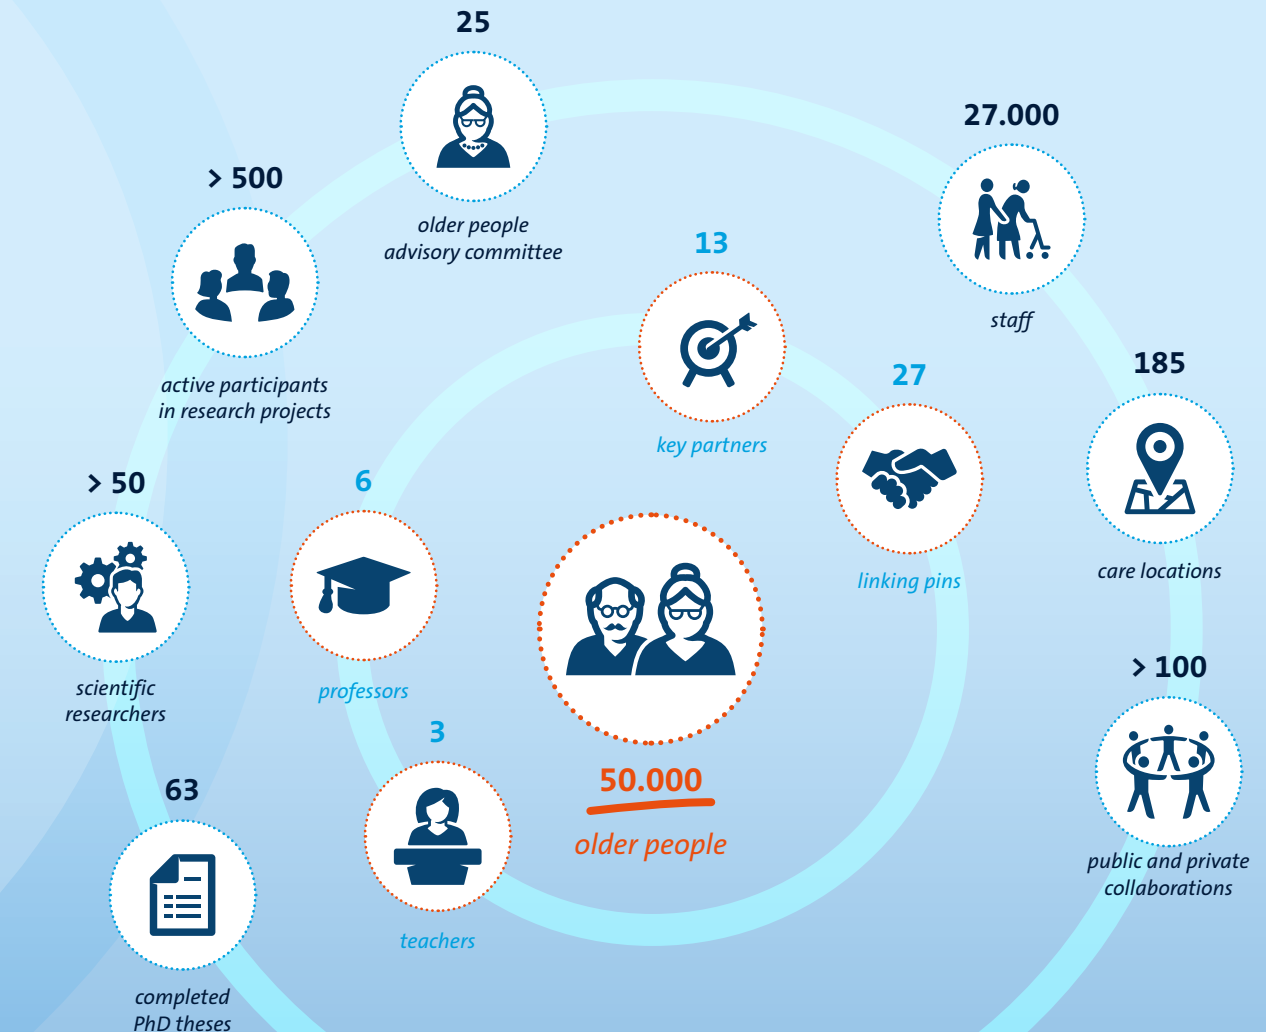 25
older people
advisory committee
27.000
staff
> 500
active participants
in research projects
13
key partners
27
linking pins
185
care locations
> 50
scientific
researchers
6
professors
50.000
older people
> 100
public and private
collaborations
3
teachers
63
completed
PhD theses